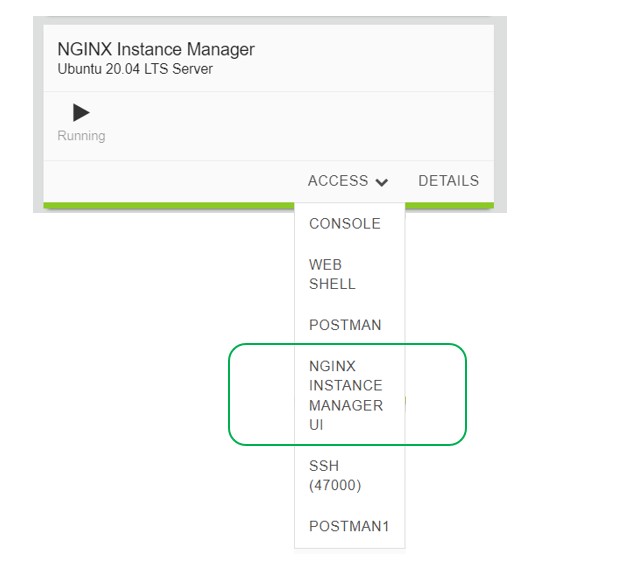 NGINX Instance Manager
Ubuntu 20.04 LTS Server
Running
ACCESS DETAILS
CONSOLE
WEB
SHELL
POSTMAN
NGINX
INSTANCE
MANAGER
UI
SSH
(47000)
POSTMAN1